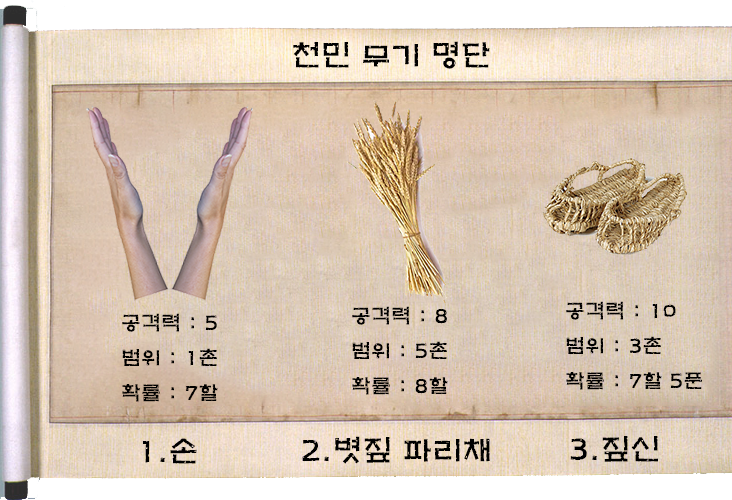 천민 무기 명단
공격력 : 5
범위 : 1촌
확률 : 7할
공격력 : 8
범위 : 5촌
확률 : 8할
공격력 : 10
범위 : 3촌
확률 : 7할 5푼
1.손
2.볏짚 파리채
3.짚신